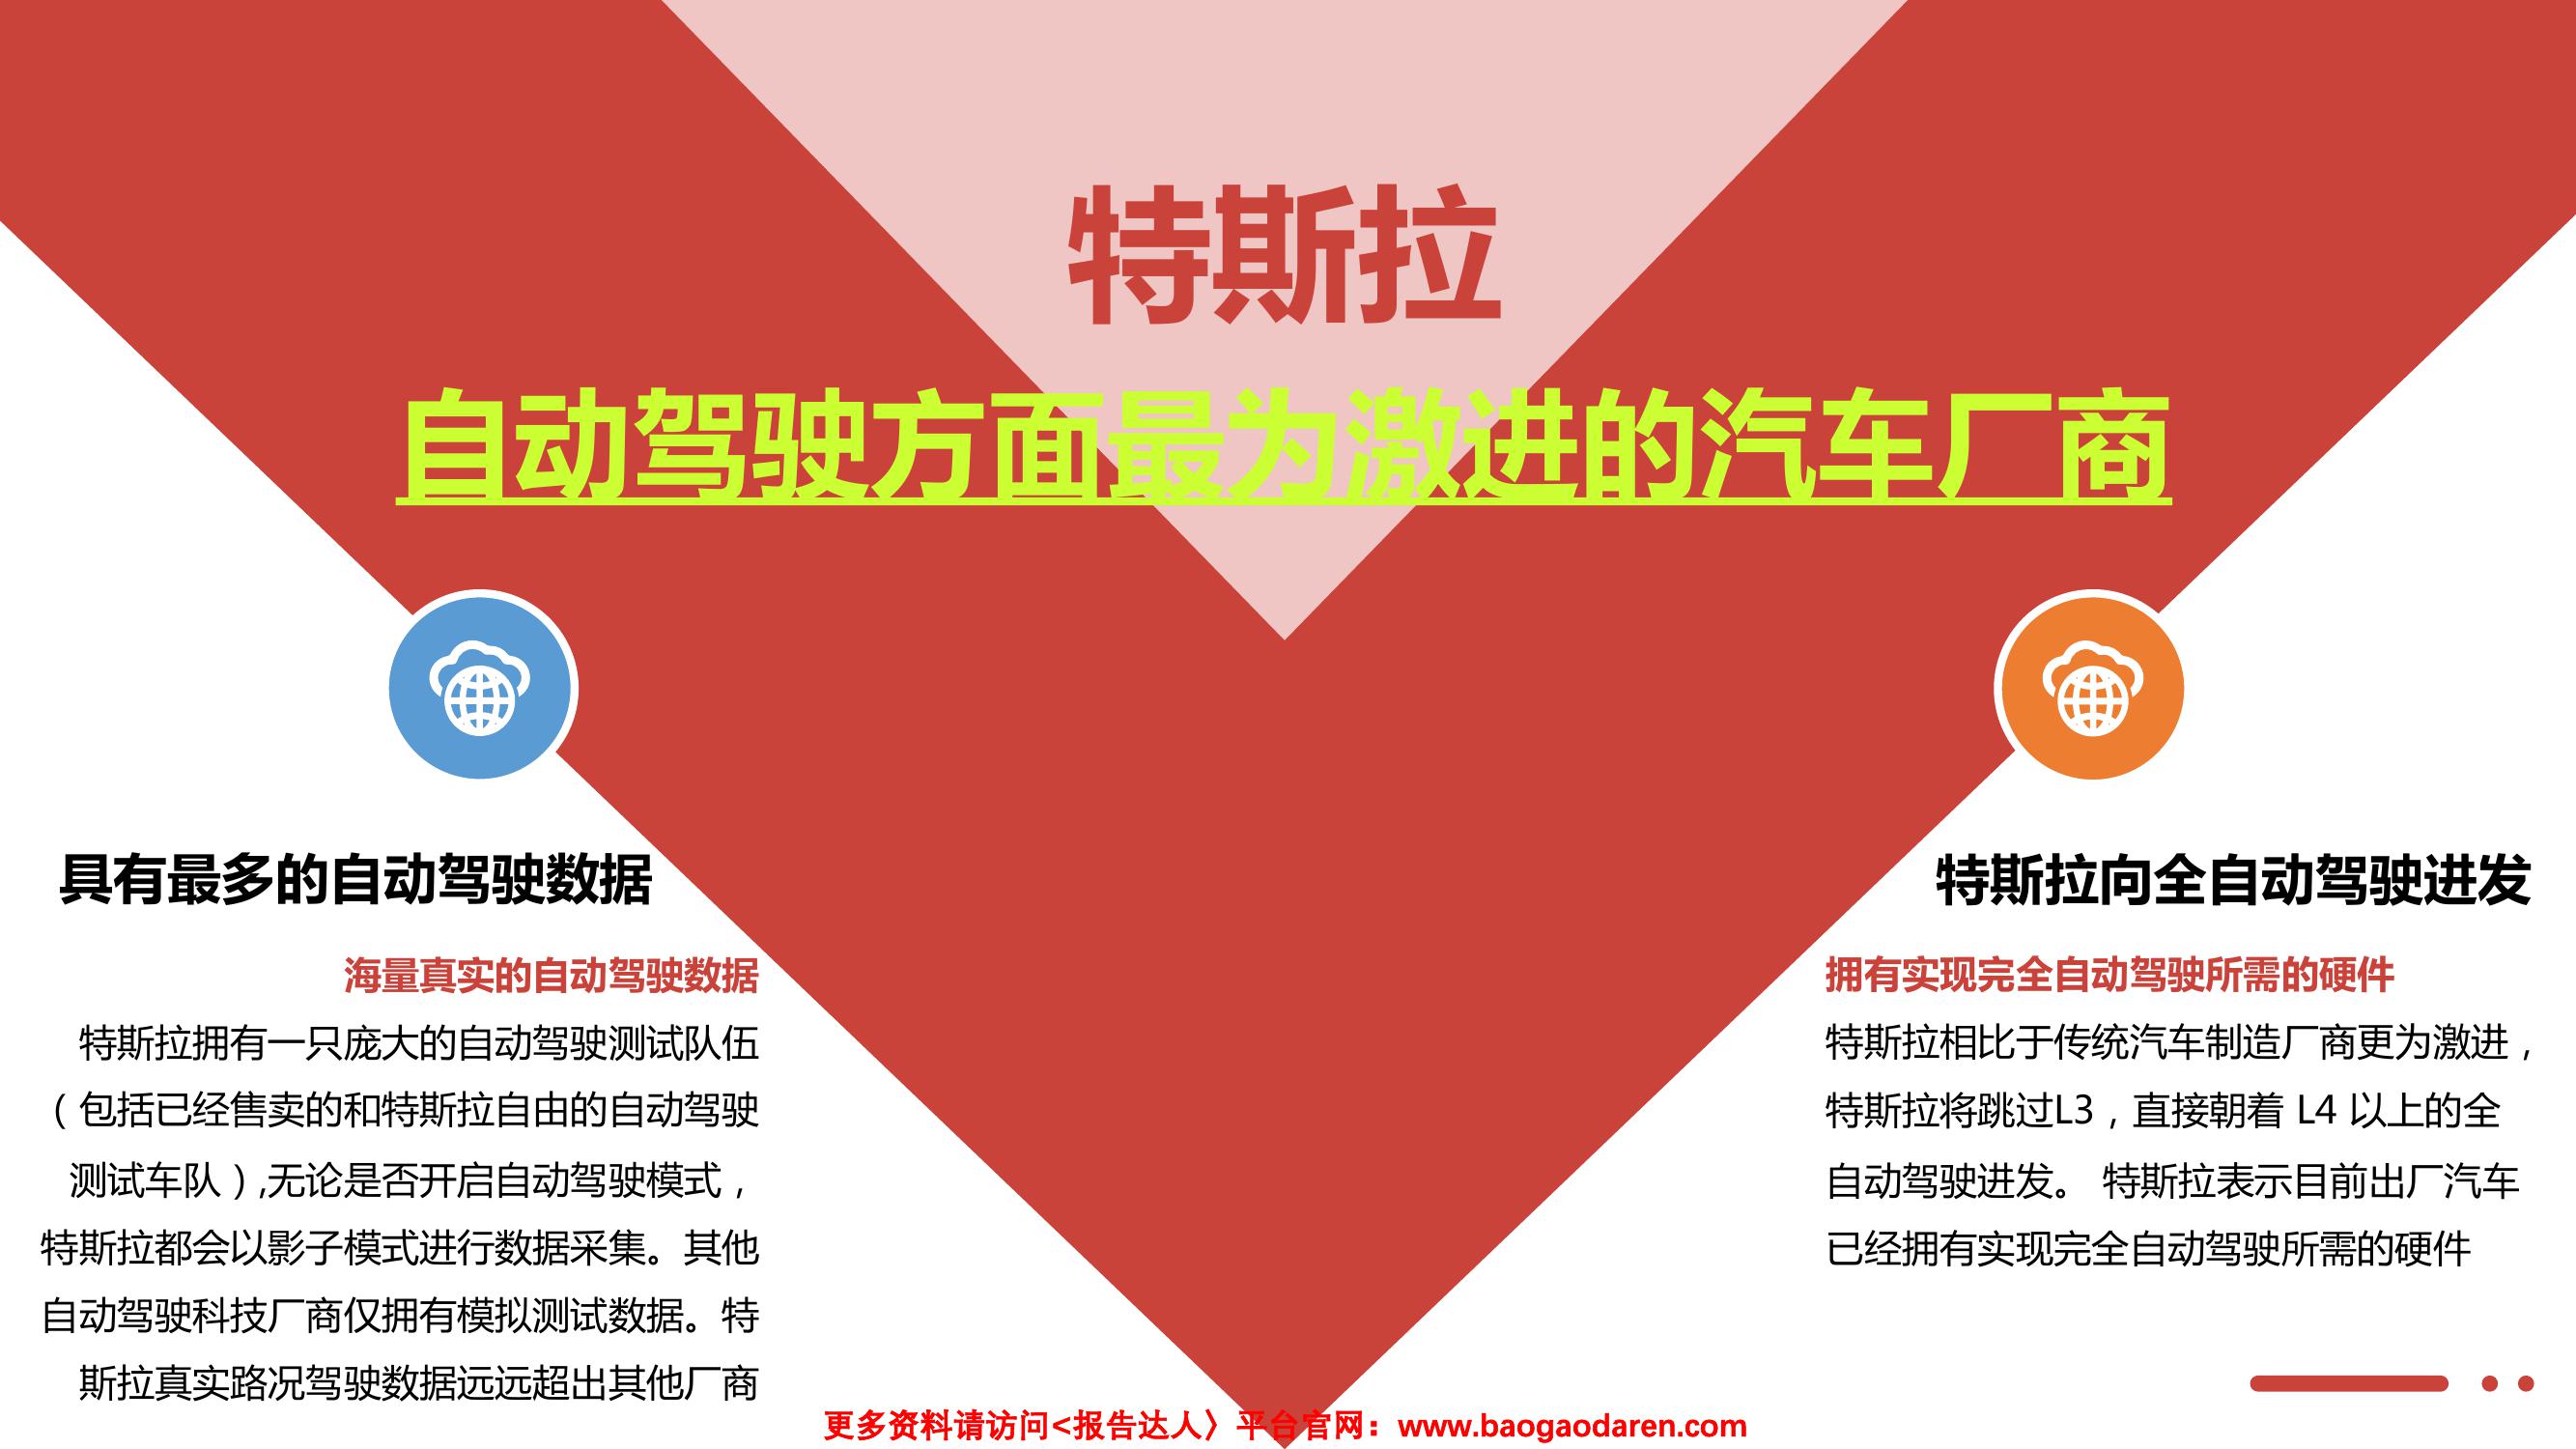 特斯拉
自动驾驶方面最为激进的汽车厂商
具有最多的自动驾驶数据
海量真实的自动驾驶数据
特斯拉拥有一只庞大的自动驾驶测试队伍
（包括已经售卖的和特斯拉自由的自动驾驶
测试车队）,无论是否开启自动驾驶模式，
特斯拉都会以影子模式进行数据采集。其他
自动驾驶科技厂商仅拥有模拟测试数据。特
斯拉真实路况驾驶数据远远超出其他厂商
特斯拉向全自动驾驶进发
拥有实现完全自动驾驶所需的硬件
特斯拉相比于传统汽车制造厂商更为激进，
特斯拉将跳过L3，直接朝着 L4 以上的全
自动驾驶进发。 特斯拉表示目前出厂汽车
已经拥有实现完全自动驾驶所需的硬件
更多资料请访问<报告达人〉平台官网：www.baogaodaren.com